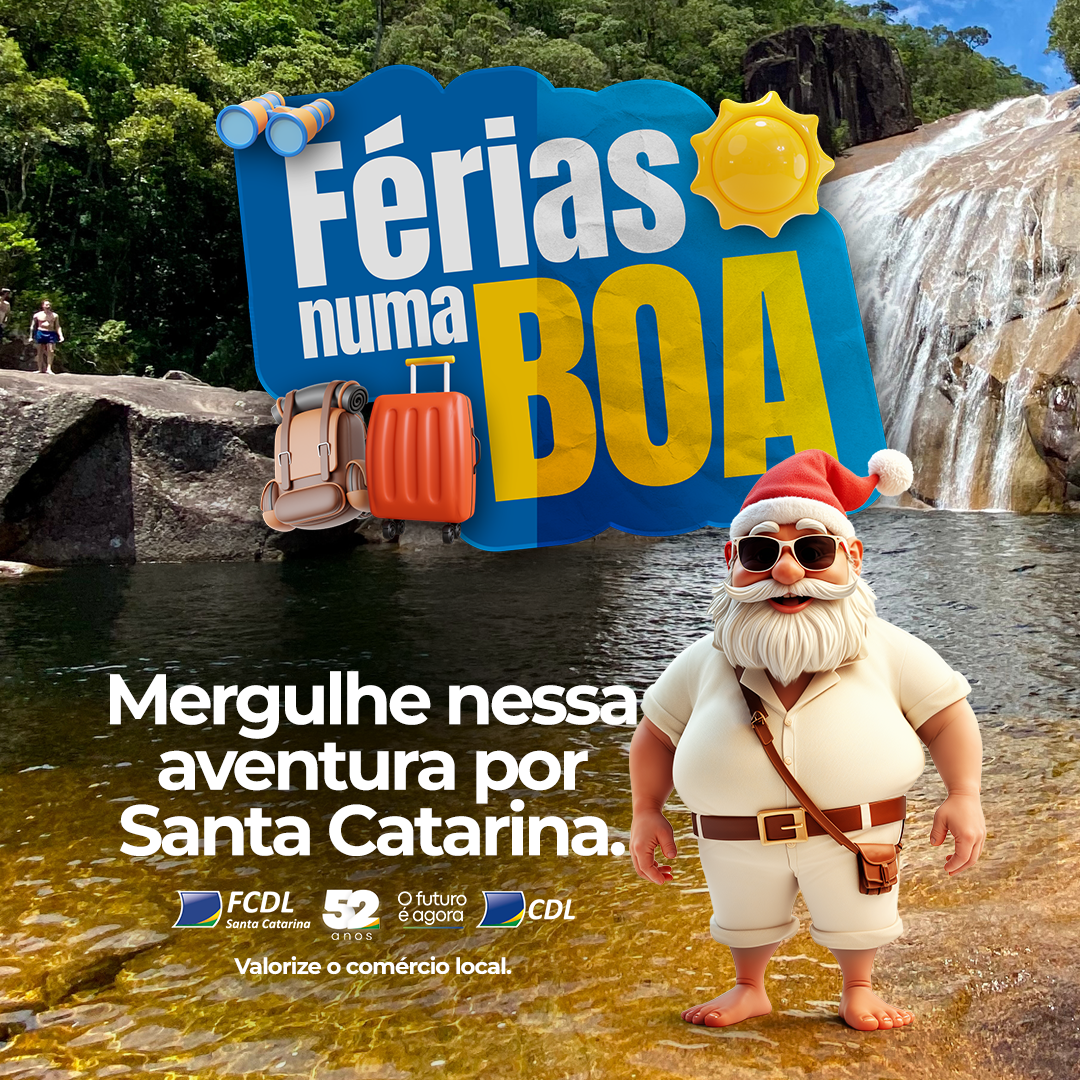 Férias
numa
BOA
Mergulhe nessa
aventura por
Santa Catarina.
FCDL
Santa Catarina
52
anos
O futuro
é agora
CDL
Valorize o comércio local.